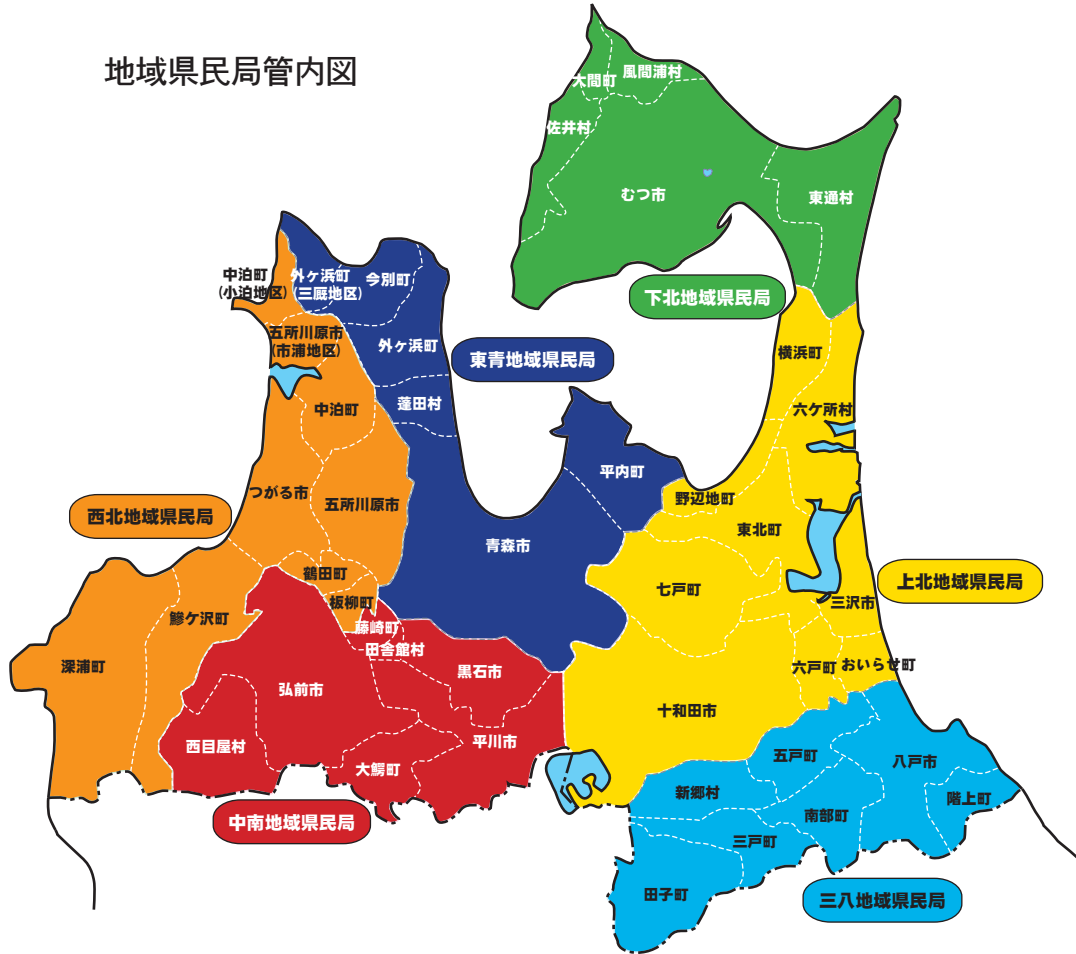 地域県民局管内図
大間町
風間浦村
佐井村
むつ市
東通村
下北地域県民局
中泊町
(小泊地区)
外ヶ浜町
(三厩地区)
今別町
五所川原市
(市浦地区)
外ヶ浜町
東青地域県民局
蓬田村
中泊町
横浜町
六ケ所村
平内町
野辺地町
つがる市
五所川原市
西北地域県民局
青森市
東北町
鶴田町
七戸町
上北地域県民局
板柳町
三沢市
鰺ケ沢町
藤崎町
田舎館村
深浦町
黒石市
六戸町
おいらせ町
弘前市
十和田市
西目屋村
平川市
大鰐町
五戸町
八戸市
新郷村
階上町
中南地域県民局
南部町
三戸町
田子町
三八地域県民局